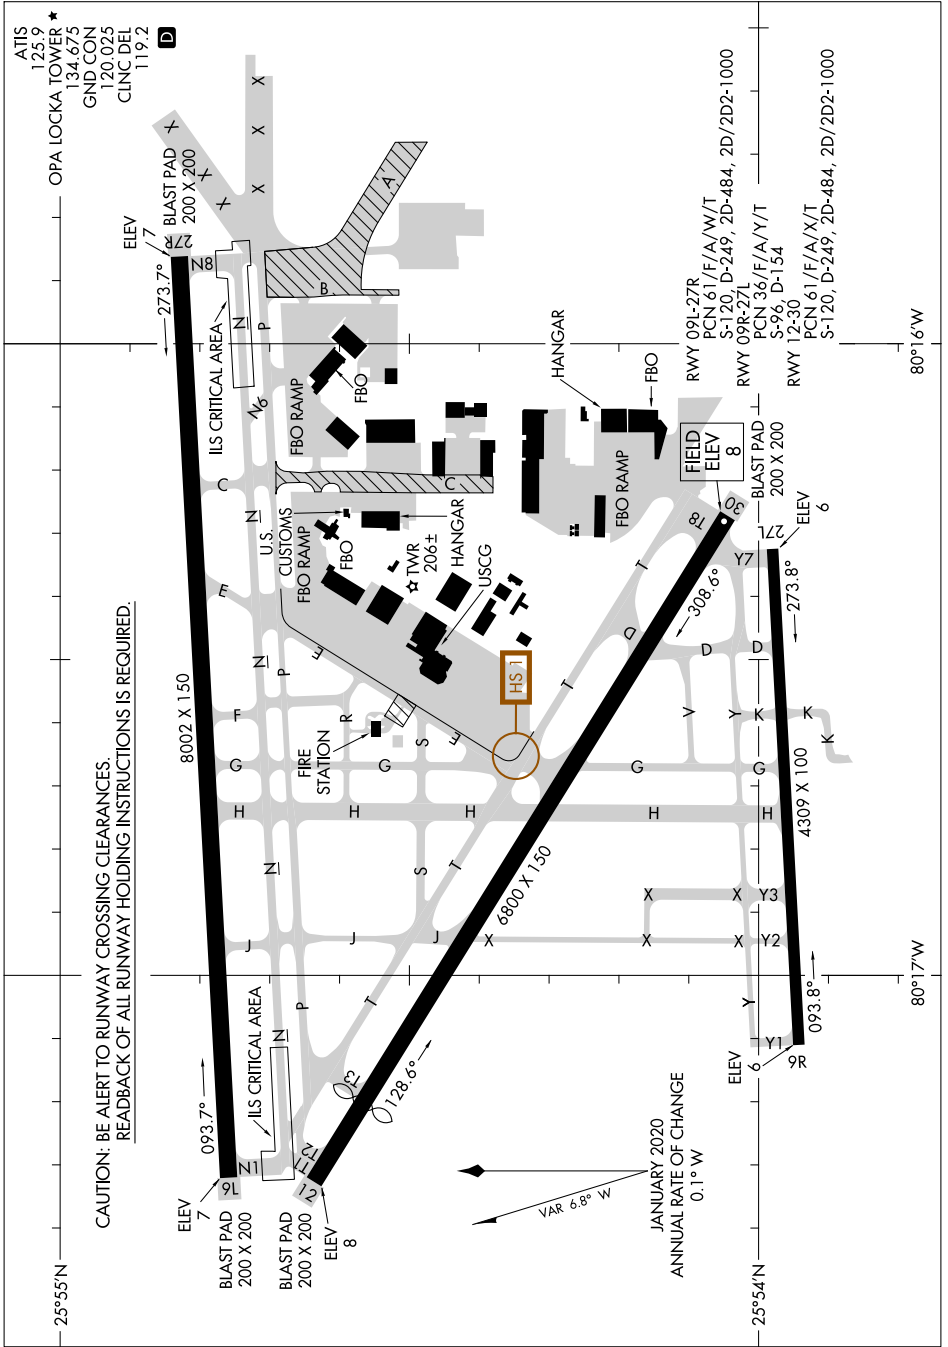 ATIS
125.9
OPA LOCKA TOWER ★
134.675
GND CON
120.025
CLNC DEL
119.2
D
CAUTION: BE ALERT TO RUNWAY CROSSING CLEARANCES.
READBACK OF ALL RUNWAY HOLDING INSTRUCTIONS IS REQUIRED.
25°55'N
25°54'N
80°16'W
80°17'W
ELEV
7
BLAST PAD
200 X 200
27R
273.7°
N8
X
X
X
X
X
X
A
B
ILS CRITICAL AREA
N
P
N6
FBO RAMP
FBO
C
C
N
U.S.
CUSTOMS
FBO RAMP
FBO
HANGAR
TWR
206±
USCG
E
N
P
F
8002 X 150
F
R
FIRE
STATION
S
F
G
G
H
H
H
HS 1
T
T
D
HANGAR
FBO
FBO RAMP
RWY 09L-27R
PCN 61/F/A/W/T
S-120, D-249, 2D-484, 2D/2D2-1000
RWY 09R-27L
PCN 36/F/A/Y/T
S-96, D-154
RWY 12-30
PCN 61/F/A/X/T
S-120, D-249, 2D-484, 2D/2D2-1000
FIELD
ELEV
8
BLAST PAD
200 X 200
T8
30
308.6°
27L
ELEV
6
Y7
273.8°
D
D
V
Y
K
K
K
G
G
H
H
4309 X 100
6800 X 150
N
S
T
J
J
J
X
X
X
X
X
Y3
Y2
Y
Y1
093.8°
9R
ELEV
6
P
N
T
T3
128.6°
ILS CRITICAL AREA
093.7°
N1
9L
ELEV
7
BLAST PAD
200 X 200
T1
T2
12
BLAST PAD
200 X 200
ELEV
8
VAR 6.8° W
JANUARY 2020
ANNUAL RATE OF CHANGE
0.1° W